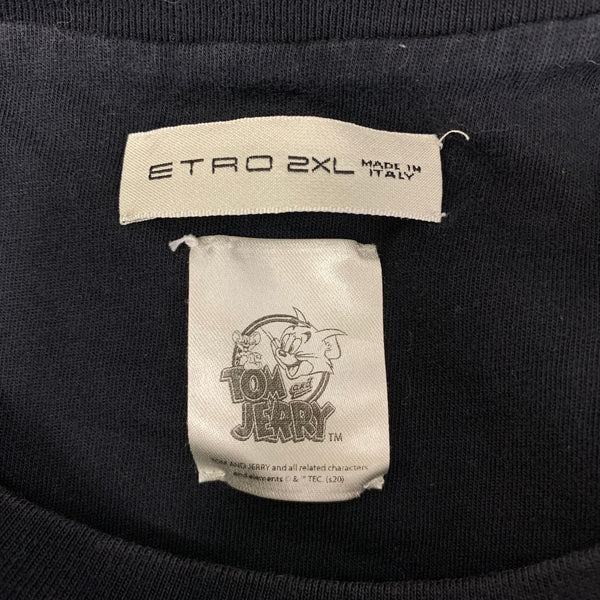 ETRO 2XL MADE IN
ITALY
TOM and
JERRY TM
TOM AND JERRY and all related characters
and elements © & ™ TEC. (s20)